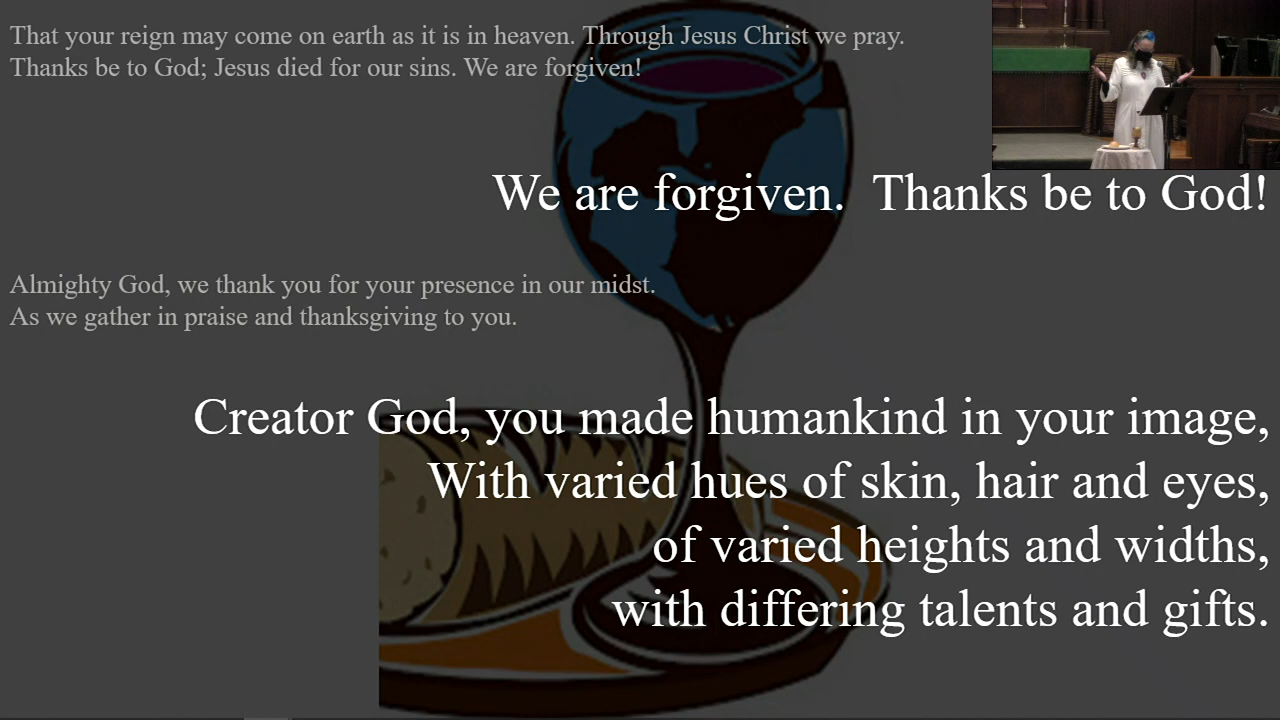 That your reign may come on earth as it is in heaven. Through Jesus Christ we pray.
Thanks be to God; Jesus died for our sins. We are forgiven!
We are forgiven.  Thanks be to God!
Almighty God, we thank you for your presence in our midst.
As we gather in praise and thanksgiving to you.
Creator God, you made humankind in your image,
With varied hues of skin, hair and eyes,
of varied heights and widths,
with differing talents and gifts.